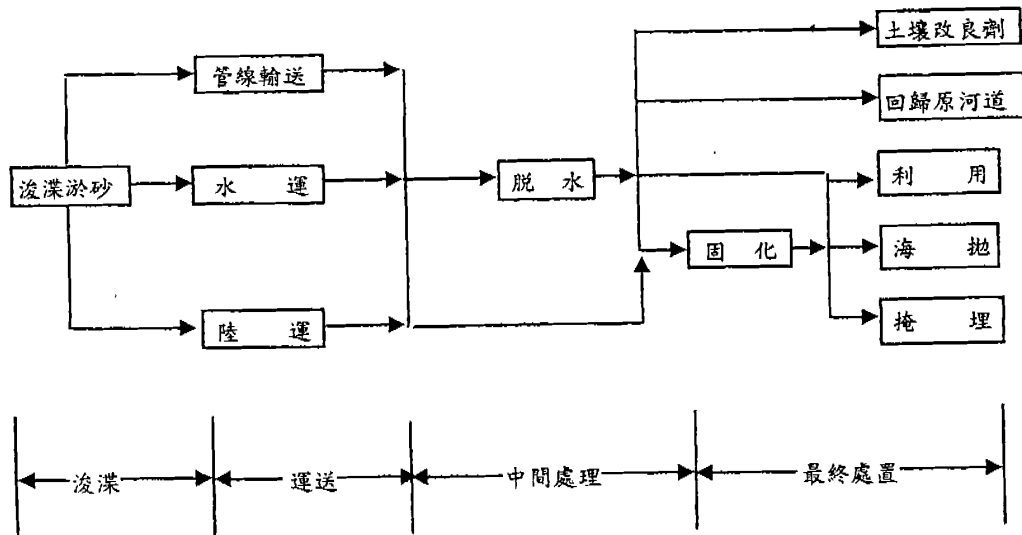 土壤改良劑
管線輸送
回歸原河道
浚渫淤砂
水運
脫水
利用
固化
海拋
陸運
掩埋
浚渫
運送
中間處理
最終處置